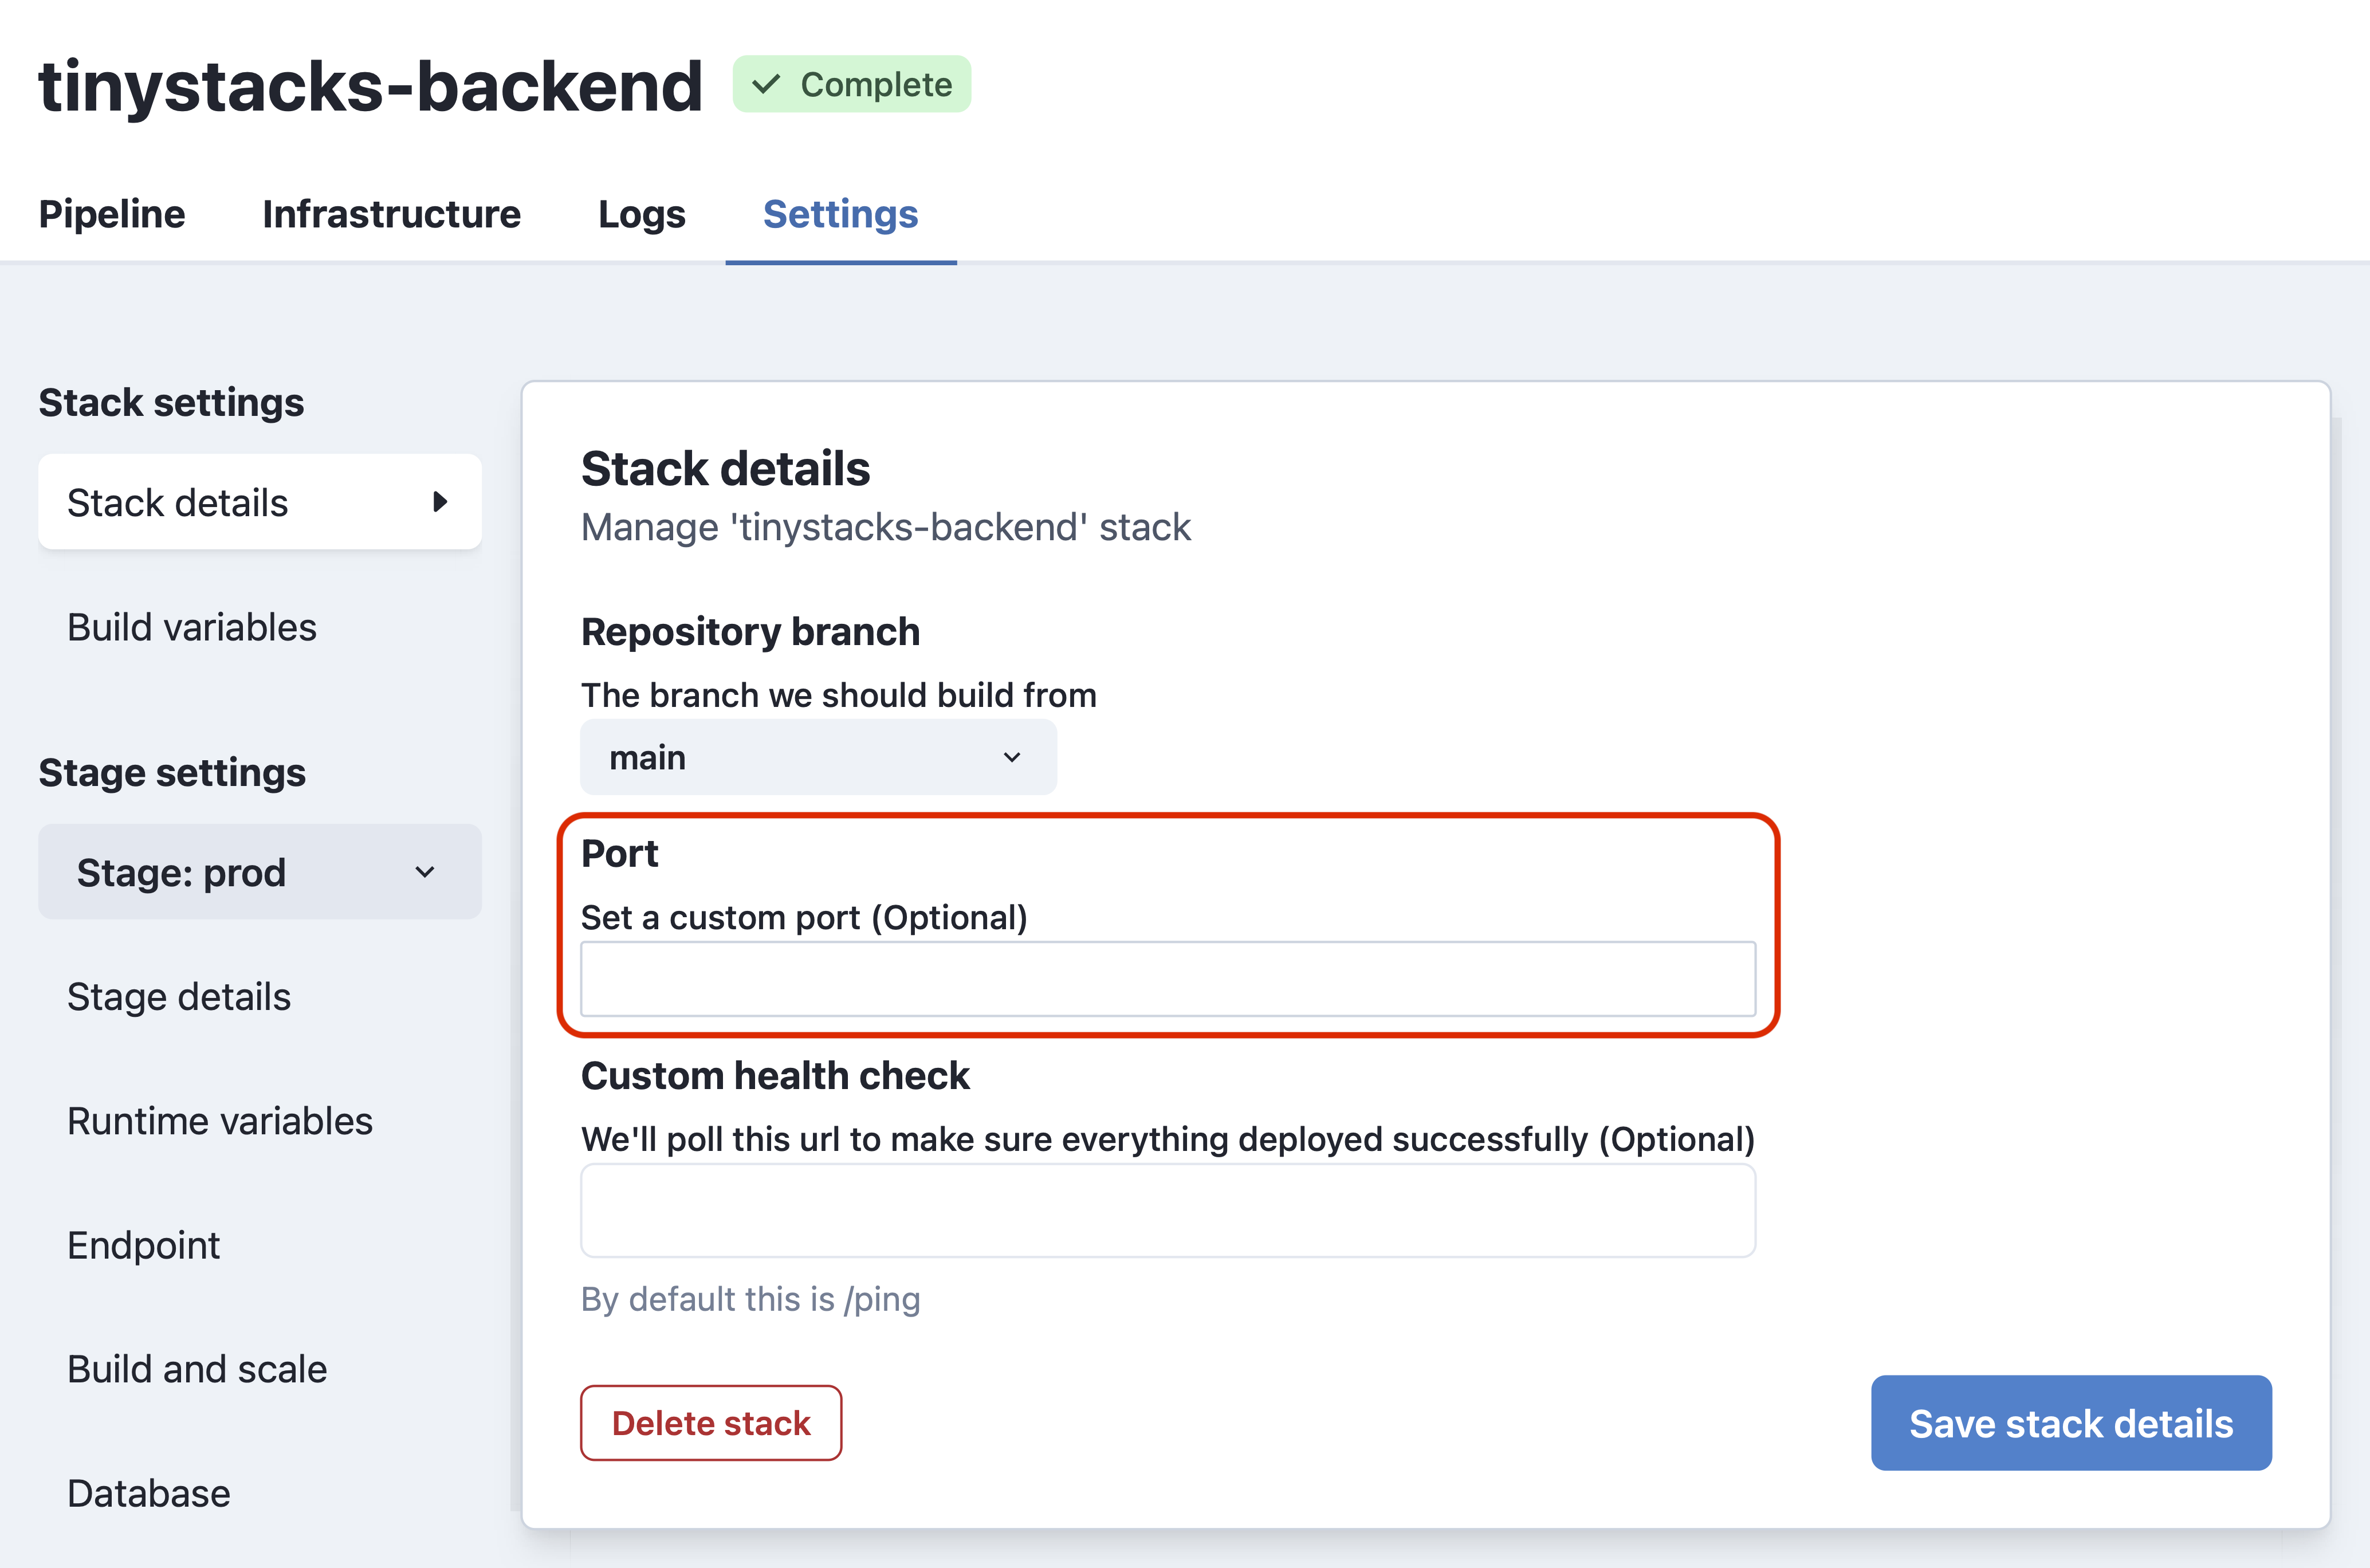 tinystacks-backend
Complete
Pipeline Infrastructure Logs Settings
Stack settings
Stack details
Build variables
Stage settings
Stage: prod
Stage details
Runtime variables
Endpoint
Build and scale
Database
Stack details
Manage 'tinystacks-backend' stack
Repository branch
The branch we should build from
main
Port
Set a custom port (Optional)
Custom health check
We'll poll this url to make sure everything deployed successfully (Optional)
By default this is /ping
Delete stack
Save stack details